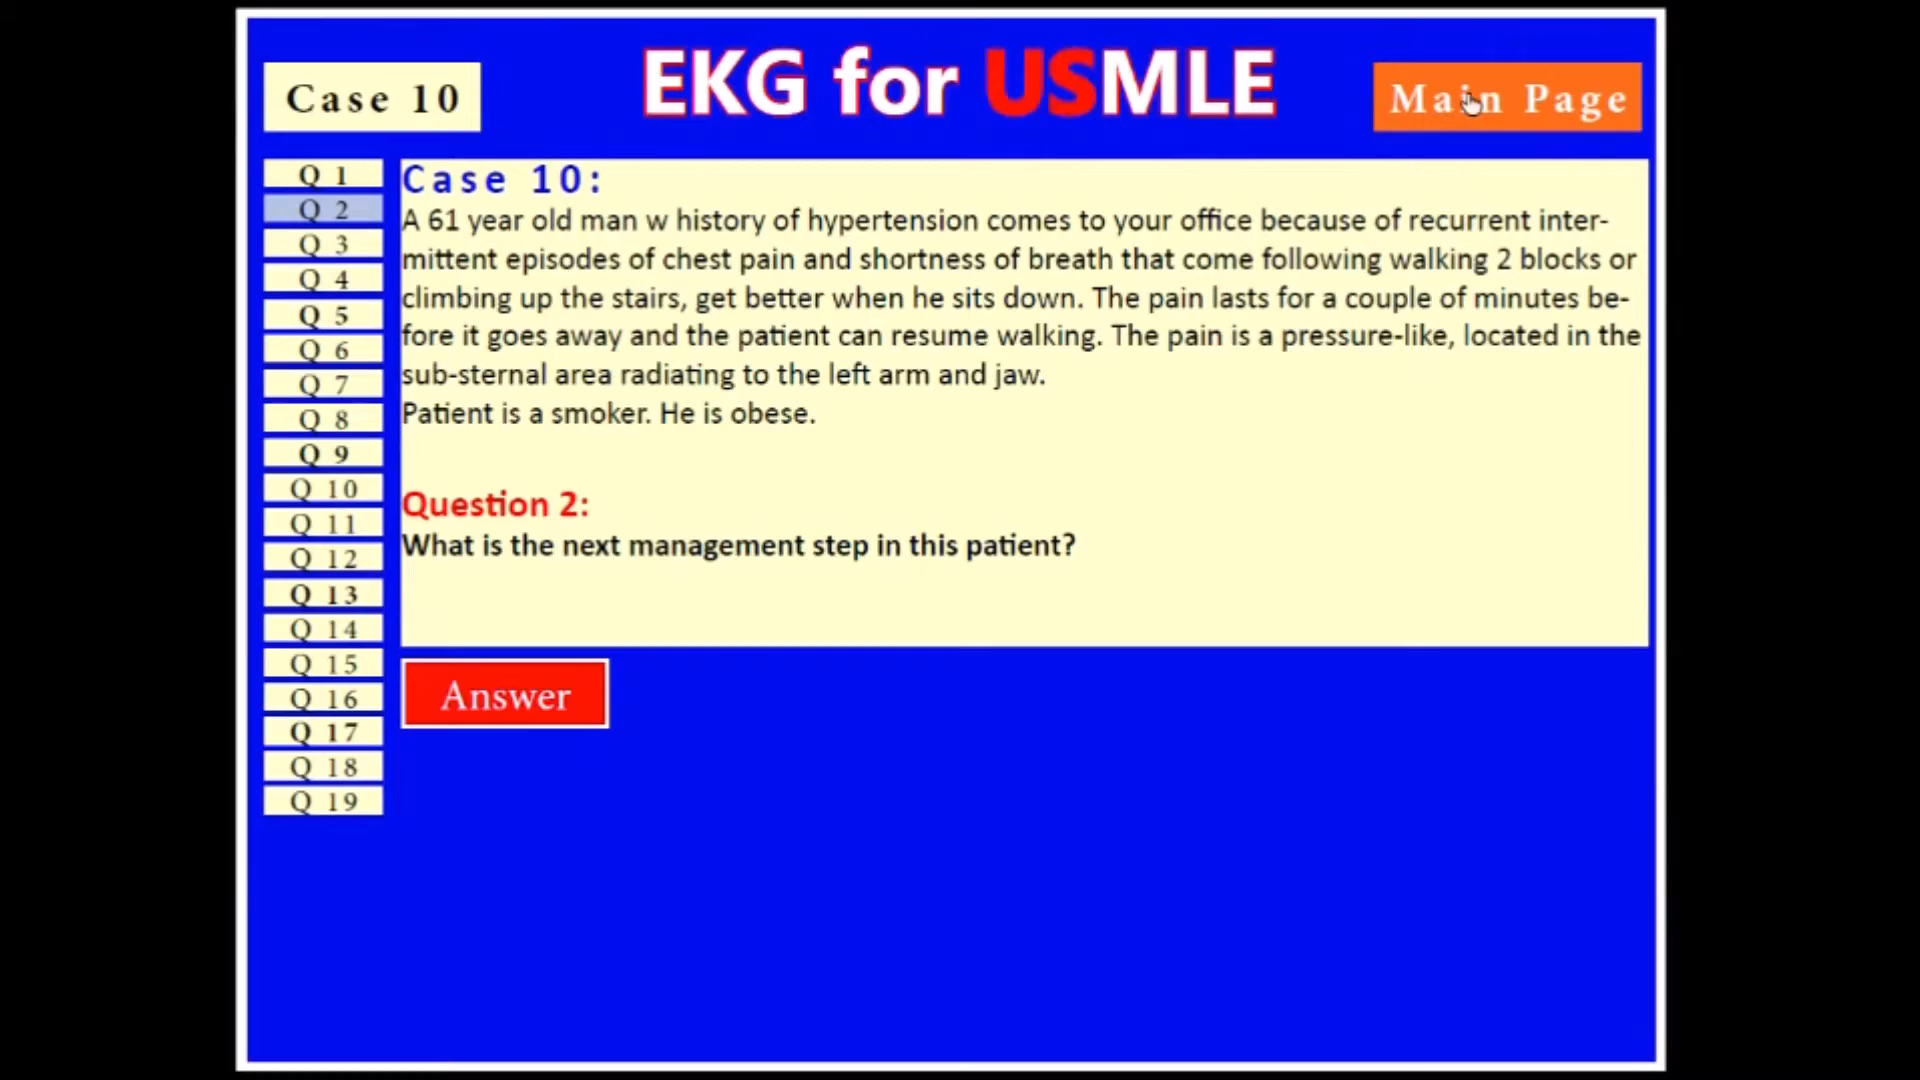 EKG for USMLE
Case 10
Main Page
Q 1
Q 2
Q 3
Q 4
Q 5
Q 6
Q 7
Q 8
Q 9
Q 10
Q 11
Q 12
Q 13
Q 14
Q 15
Q 16
Q 17
Q 18
Q 19
Case 10:
A 61 year old man w history of hypertension comes to your office because of recurrent inter-
mittent episodes of chest pain and shortness of breath that come following walking 2 blocks or
climbing up the stairs, get better when he sits down. The pain lasts for a couple of minutes be-
fore it goes away and the patient can resume walking. The pain is a pressure-like, located in the
sub-sternal area radiating to the left arm and jaw.
Patient is a smoker. He is obese.
Question 2:
What is the next management step in this patient?
Answer